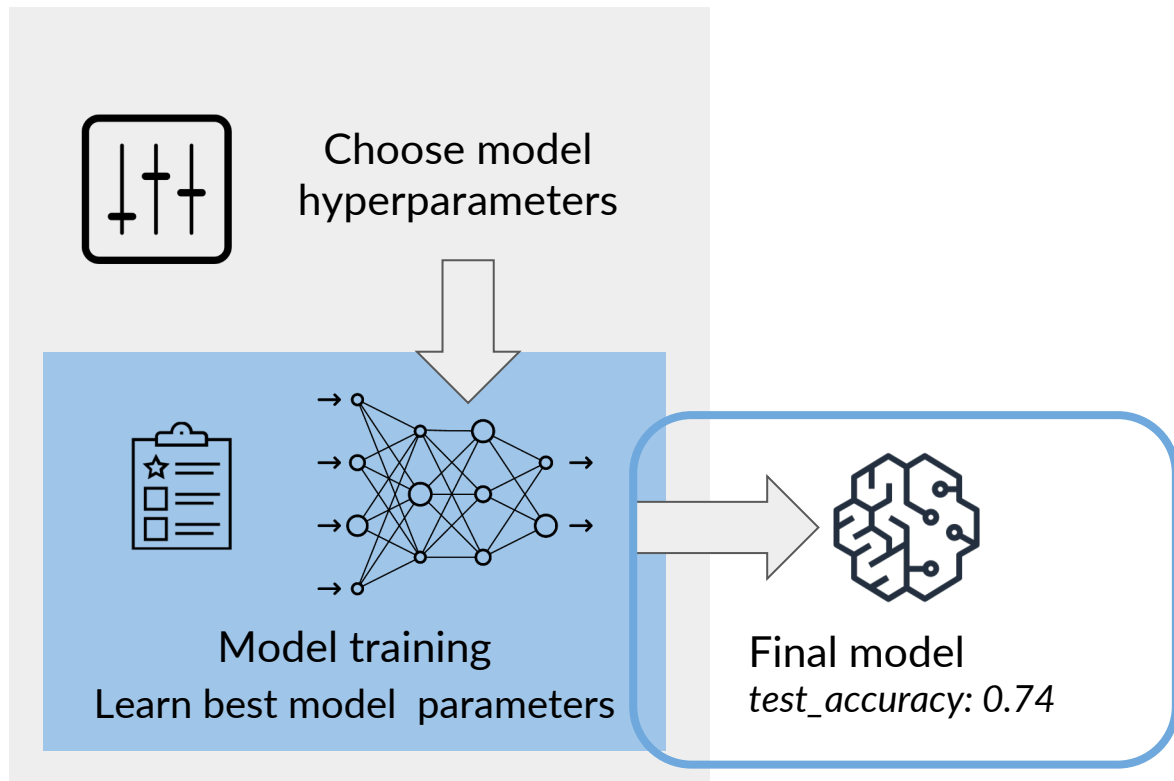 Choose model
hyperparameters
Model training
Learn best model parameters
Final model
test_accuracy: 0.74